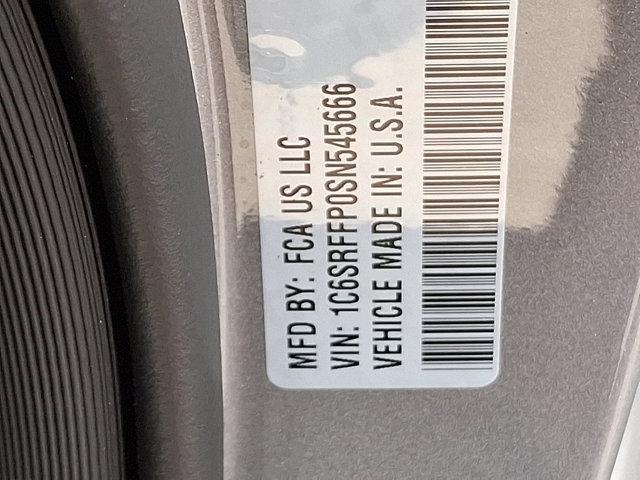 MFD BY: FCA US LLC
VIN: 1C6SRFFP0SN545666
VEHICLE MADE IN: U.S.A.